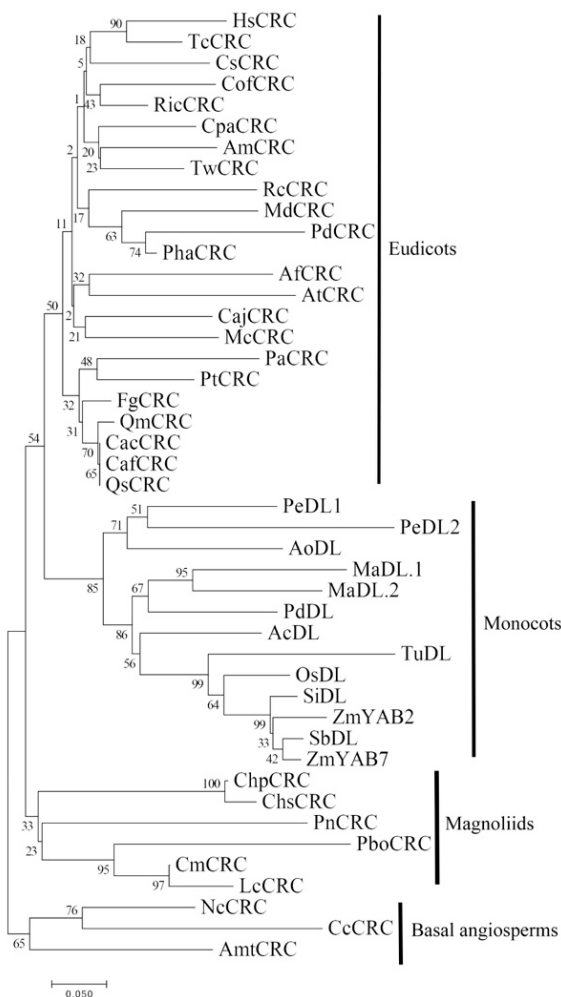 90
HsCRC
18
TcCRC
5
CsCRC
CofCRC
43
RicCRC
1
CpaCRC
20
AmCRC
23
TwCRC
2
RcCRC
17
MdCRC
63
PdCRC
74
PhaCRC
Eudicots
11
32
AfCRC
AtCRC
2
CajCRC
21
McCRC
50
48
PaCRC
PtCRC
32
FgCRC
31
QmCRC
70
CacCRC
CafCRC
65
QsCRC
54
51
PeDL1
71
PeDL2
AoDL
85
95
MaDL.1
67
MaDL.2
PdDL
86
AcDL
Monocots
56
TuDL
99
OsDL
64
SiDL
99
ZmYAB2
33
SbDL
42
ZmYAB7
100
ChpCRC
ChsCRC
33
PnCRC
Magnoliids
23
PboCRC
95
CmCRC
97
LcCRC
76
NcCRC
CcCRC
Basal angiosperms
65
AmtCRC
0.050